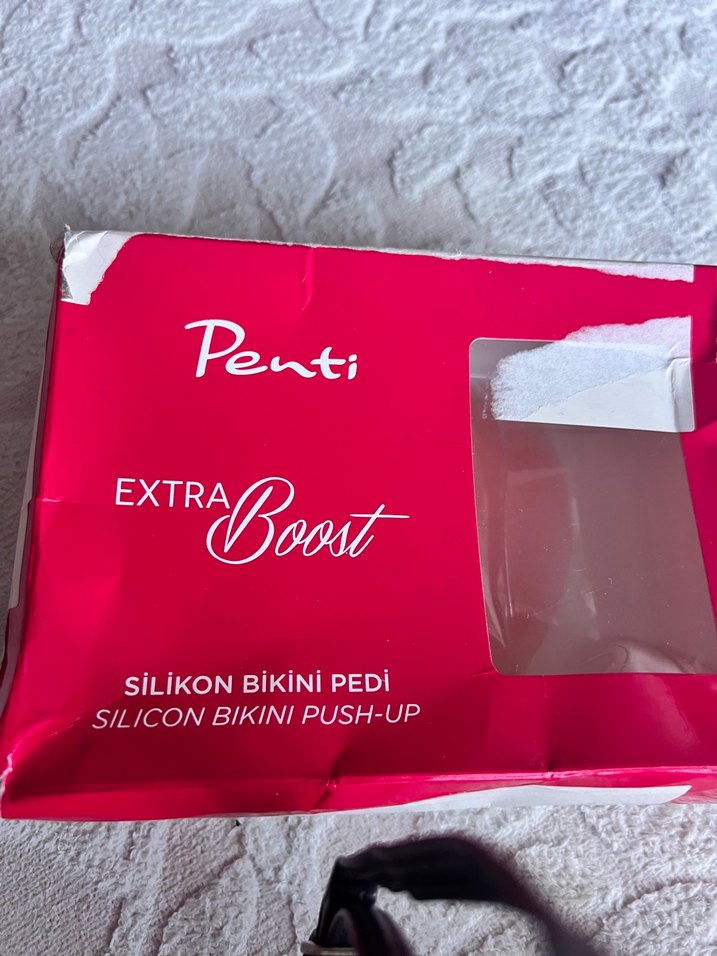 Penti
EXTRA Boost
SİLİKON BİKİNİ PEDİ
SILICON BIKINI PUSH-UP